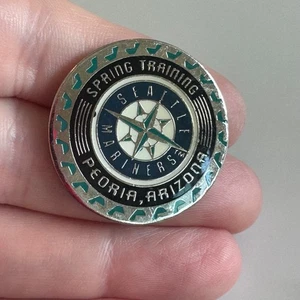 SPRING TRAINING
SEATTLE
MARINERS
PEORIA, ARIZONA